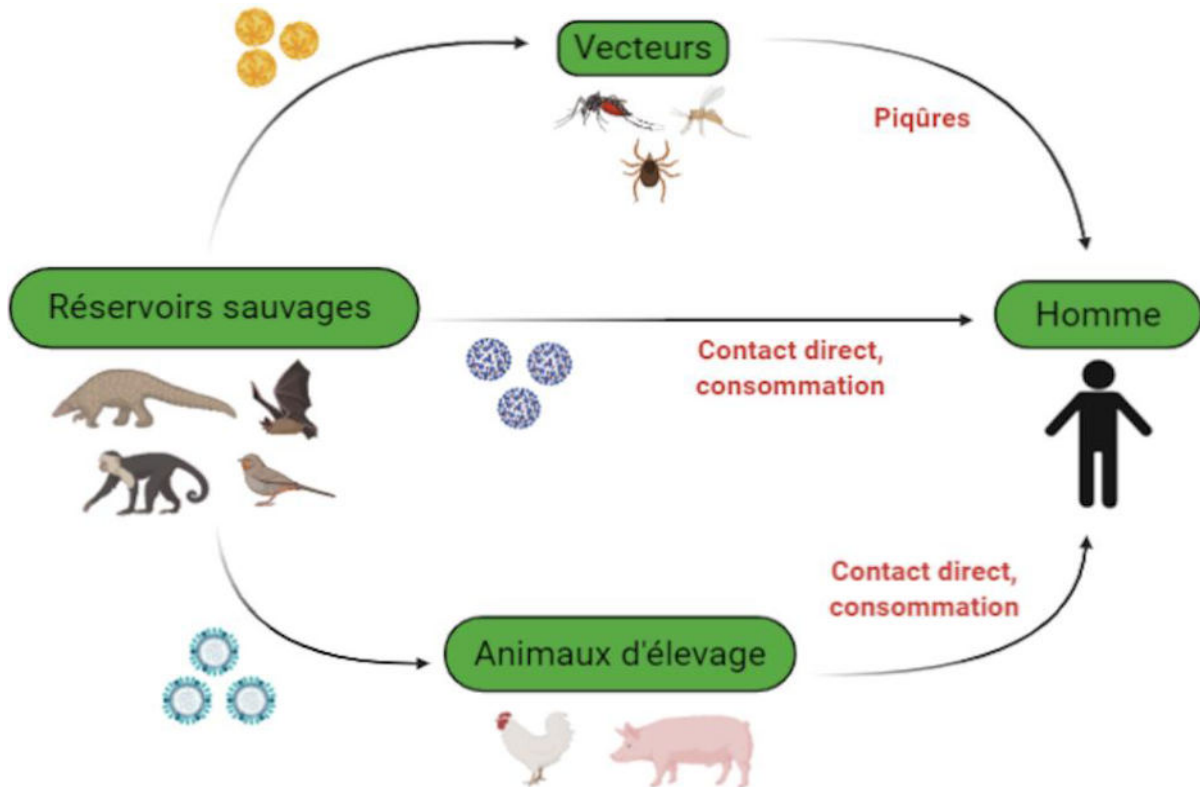 Vecteurs
Piqûres
Réservoirs sauvages
Homme
Contact direct,
consommation
Contact direct,
consommation
Animaux d'élevage